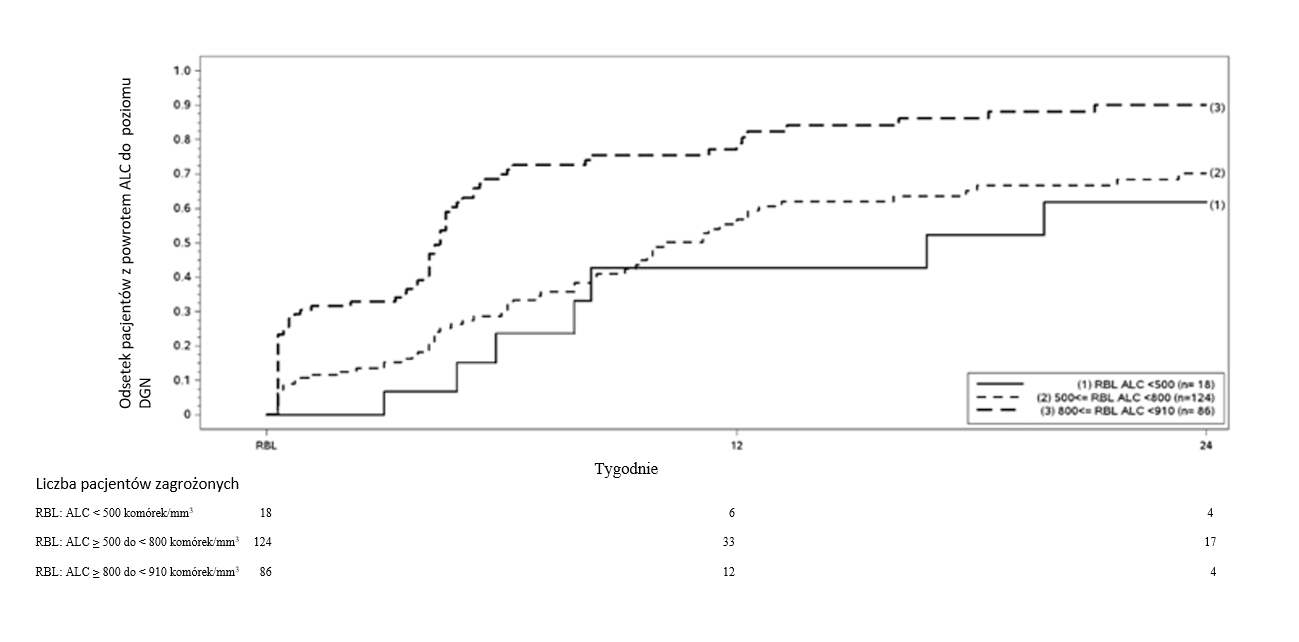 Odsetek pacjentów z powrotem ALC do poziomu
DGN
1.0
0.9
0.8
0.7
0.6
0.5
0.4
0.3
0.2
0.1
0
(3)
(2)
(1)
(1) RBL ALC <500 (n= 18)
(2) 500<= RBL ALC <800 (n=124)
(3) 800<= RBL ALC <910 (n= 86)
RBL 12 24
Tygodnie
Liczba pacjentów zagrożonych
RBL: ALC < 500 komórek/mm³ 18 6 4
RBL: ALC ≥ 500 do < 800 komórek/mm³ 124 33 17
RBL: ALC ≥ 800 do < 910 komórek/mm³ 86 12 4